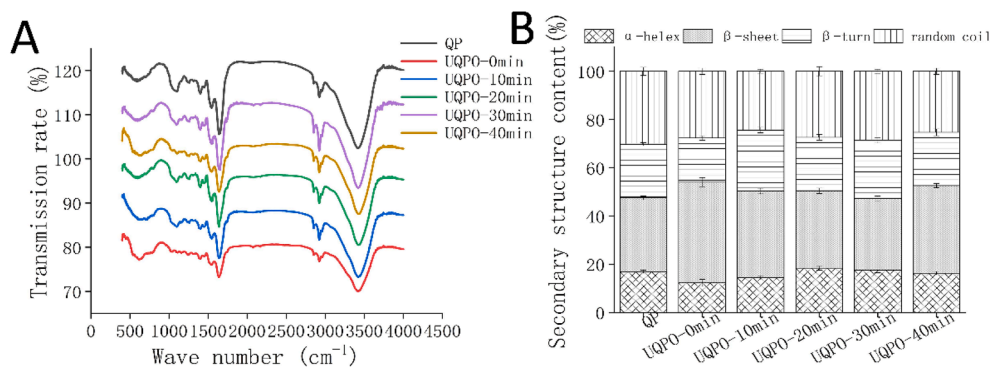 A
Transmission rate (%)
120
110
100
90
80
70
0 500 1000 1500 2000 2500 3000 3500 4000 4500
Wave number (cm⁻¹)
QP
UQPO-0min
UQPO-10min
UQPO-20min
UQPO-30min
UQPO-40min
B
Secondary structure content(%)
α-helex β-sheet β-turn random coil
100
80
60
40
20
0
QP UQPO-0min UQPO-10min UQPO-20min UQPO-30min UQPO-40min